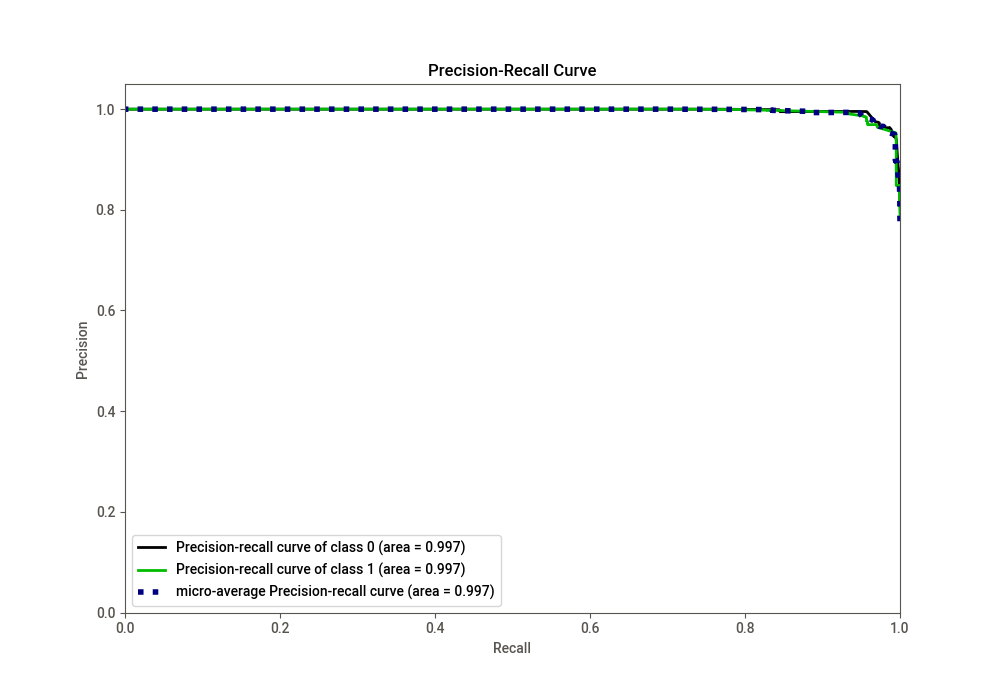 Precision-Recall Curve
1.0
0.8
0.6
0.4
0.2
0.0
Precision
Precision-recall curve of class 0 (area = 0.997)
Precision-recall curve of class 1 (area = 0.997)
micro-average Precision-recall curve (area = 0.997)
0.0 0.2 0.4 0.6 0.8 1.0
Recall